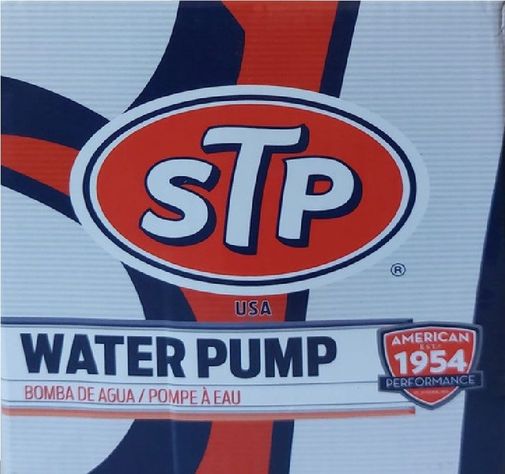 STP
®
USA
WATER PUMP
BOMBA DE AGUA / POMPE À EAU
AMERICAN
EST.
1954
PERFORMANCE